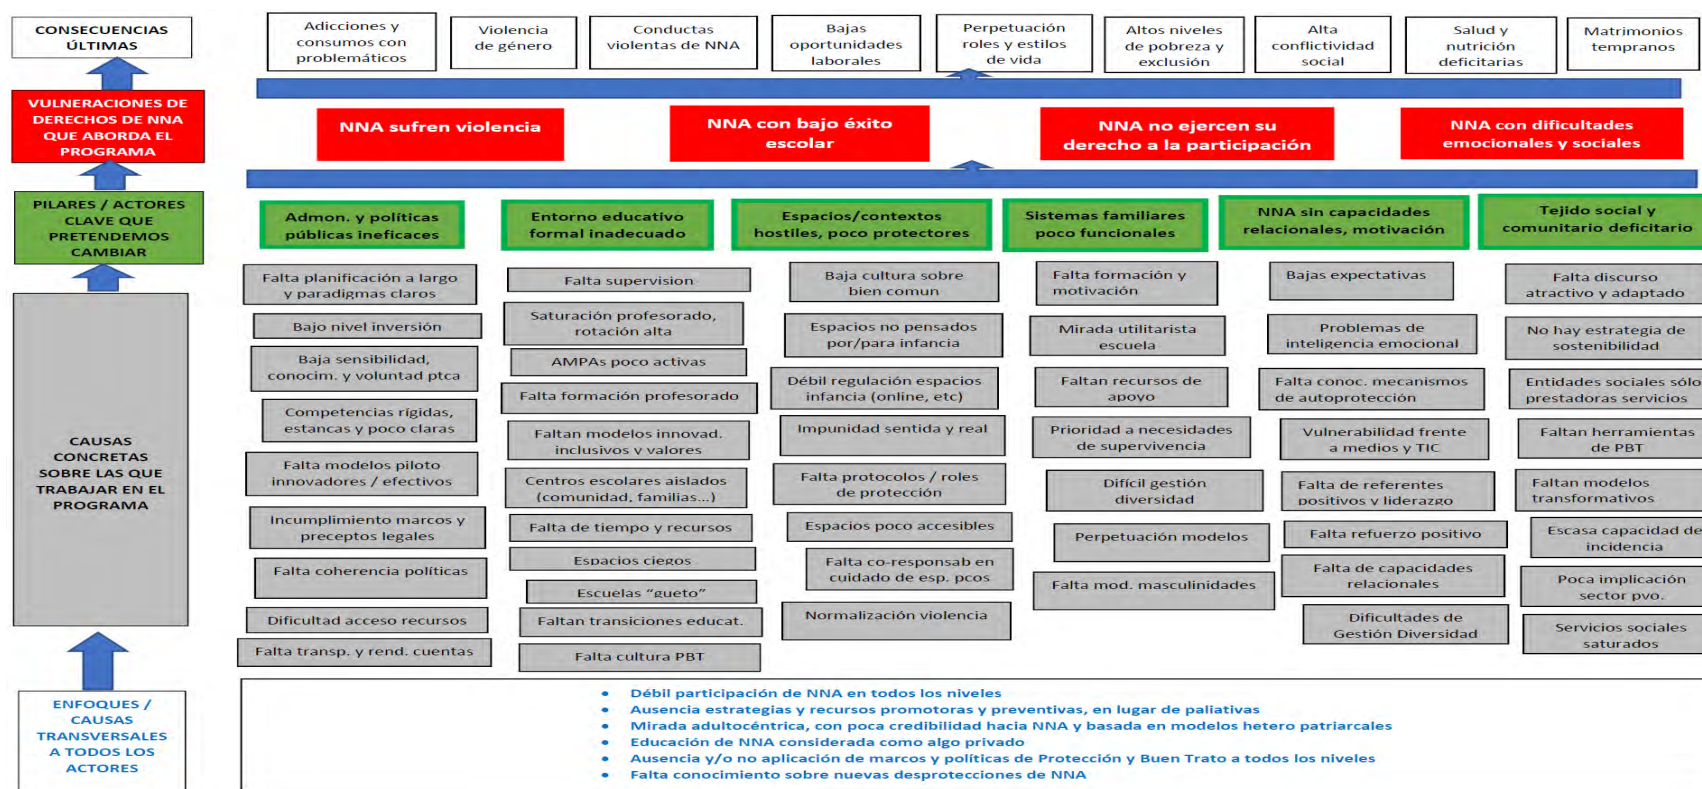 CONSECUENCIAS
ÚLTIMAS
Adicciones y
consumos con
problemáticos
Violencia
de género
Conductas
violentas de NNA
Bajas
oportunidades
laborales
Perpetuación
roles y estilos
de vida
Altos niveles
de pobreza y
exclusión
Alta
conflictividad
social
Salud y
nutrición
deficitarias
Matrimonios
tempranos
VULNERACIONES DE
DERECHOS DE NNA
QUE ABORDA EL
PROGRAMA
NNA sufren violencia
NNA con bajo éxito
escolar
NNA no ejercen su
derecho a la participación
NNA con dificultades
emocionales y sociales
PILARES / ACTORES
CLAVE QUE
PRETENDEMOS
CAMBIAR
Admon. y políticas
públicas ineficaces
Entorno educativo
formal inadecuado
Espacios/contextos
hostiles, poco protectores
Sistemas familiares
poco funcionales
NNA sin capacidades
relacionales, motivación
Tejido social y
comunitario deficitario
CAUSAS
CONCRETAS
SOBRE LAS QUE
TRABAJAR EN EL
PROGRAMA
Falta planificación a largo
y paradigmas claros
Bajo nivel inversión
Baja sensibilidad,
conocim. y voluntad ptca
Competencias rígidas,
estancas y poco claras
Falta modelos piloto
innovadores / efectivos
Incumplimiento marcos y
preceptos legales
Falta coherencia políticas
Dificultad acceso recursos
Falta transp. y rend. cuentas
Falta supervision
Saturación profesorado,
rotación alta
AMPAs poco activas
Falta formación profesorado
Faltan modelos innovad.
inclusivos y valores
Centros escolares aislados
(comunidad, familias...)
Falta de tiempo y recursos
Espacios ciegos
Escuelas "gueto"
Faltan transiciones educat.
Falta cultura PBT
Baja cultura sobre
bien comun
Espacios no pensados
por/para infancia
Débil regulación espacios
infancia (online, etc)
Impunidad sentida y real
Falta protocolos / roles
de protección
Espacios poco accesibles
Falta co-responsab en
cuidado de esp. pcos
Normalización violencia
Falta formación y
motivación
Mirada utilitarista
escuela
Faltan recursos de
apoyo
Prioridad a necesidades
de supervivencia
Difícil gestión
diversidad
Perpetuación modelos
Falta mod. masculinidades
Bajas expectativas
Problemas de
inteligencia emocional
Falta conoc. mecanismos
de autoprotección
Vulnerabilidad frente
a medios y TIC
Falta de referentes
positivos y liderazgo
Falta refuerzo positivo
Falta de capacidades
relacionales
Dificultades de
Gestión Diversidad
Falta discurso
atractivo y adaptado
No hay estrategia de
sostenibilidad
Entidades sociales sólo
prestadoras servicios
Faltan herramientas
de PBT
Faltan modelos
transformativos
Escasa capacidad de
incidencia
Poca implicación
sector pvo.
Servicios sociales
saturados
ENFOQUES /
CAUSAS
TRANSVERSALES
A TODOS LOS
ACTORES
• Débil participación de NNA en todos los niveles
• Ausencia estrategias y recursos promotoras y preventivas, en lugar de paliativas
• Mirada adultocéntrica, con poca credibilidad hacia NNA y basada en modelos hetero patriarcales
• Educación de NNA considerada como algo privado
• Ausencia y/o no aplicación de marcos y políticas de Protección y Buen Trato a todos los niveles
• Falta conocimiento sobre nuevas desprotecciones de NNA